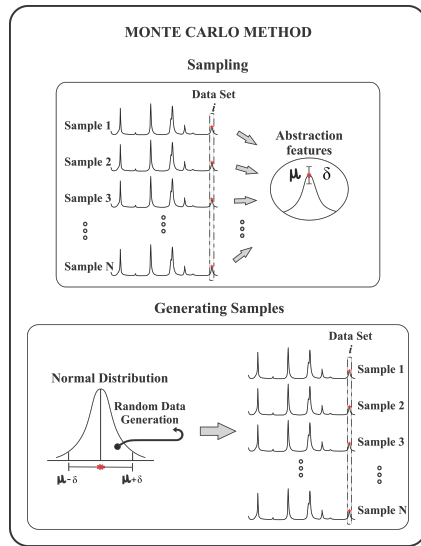 MONTE CARLO METHOD
Sampling
Data Set
i
Sample 1
Sample 2
Sample 3
Sample N
Abstraction
features
μ δ
Generating Samples
Normal Distribution
Random Data
Generation
μ-δ
μ+δ
Data Set
i
Sample 1
Sample 2
Sample 3
Sample N